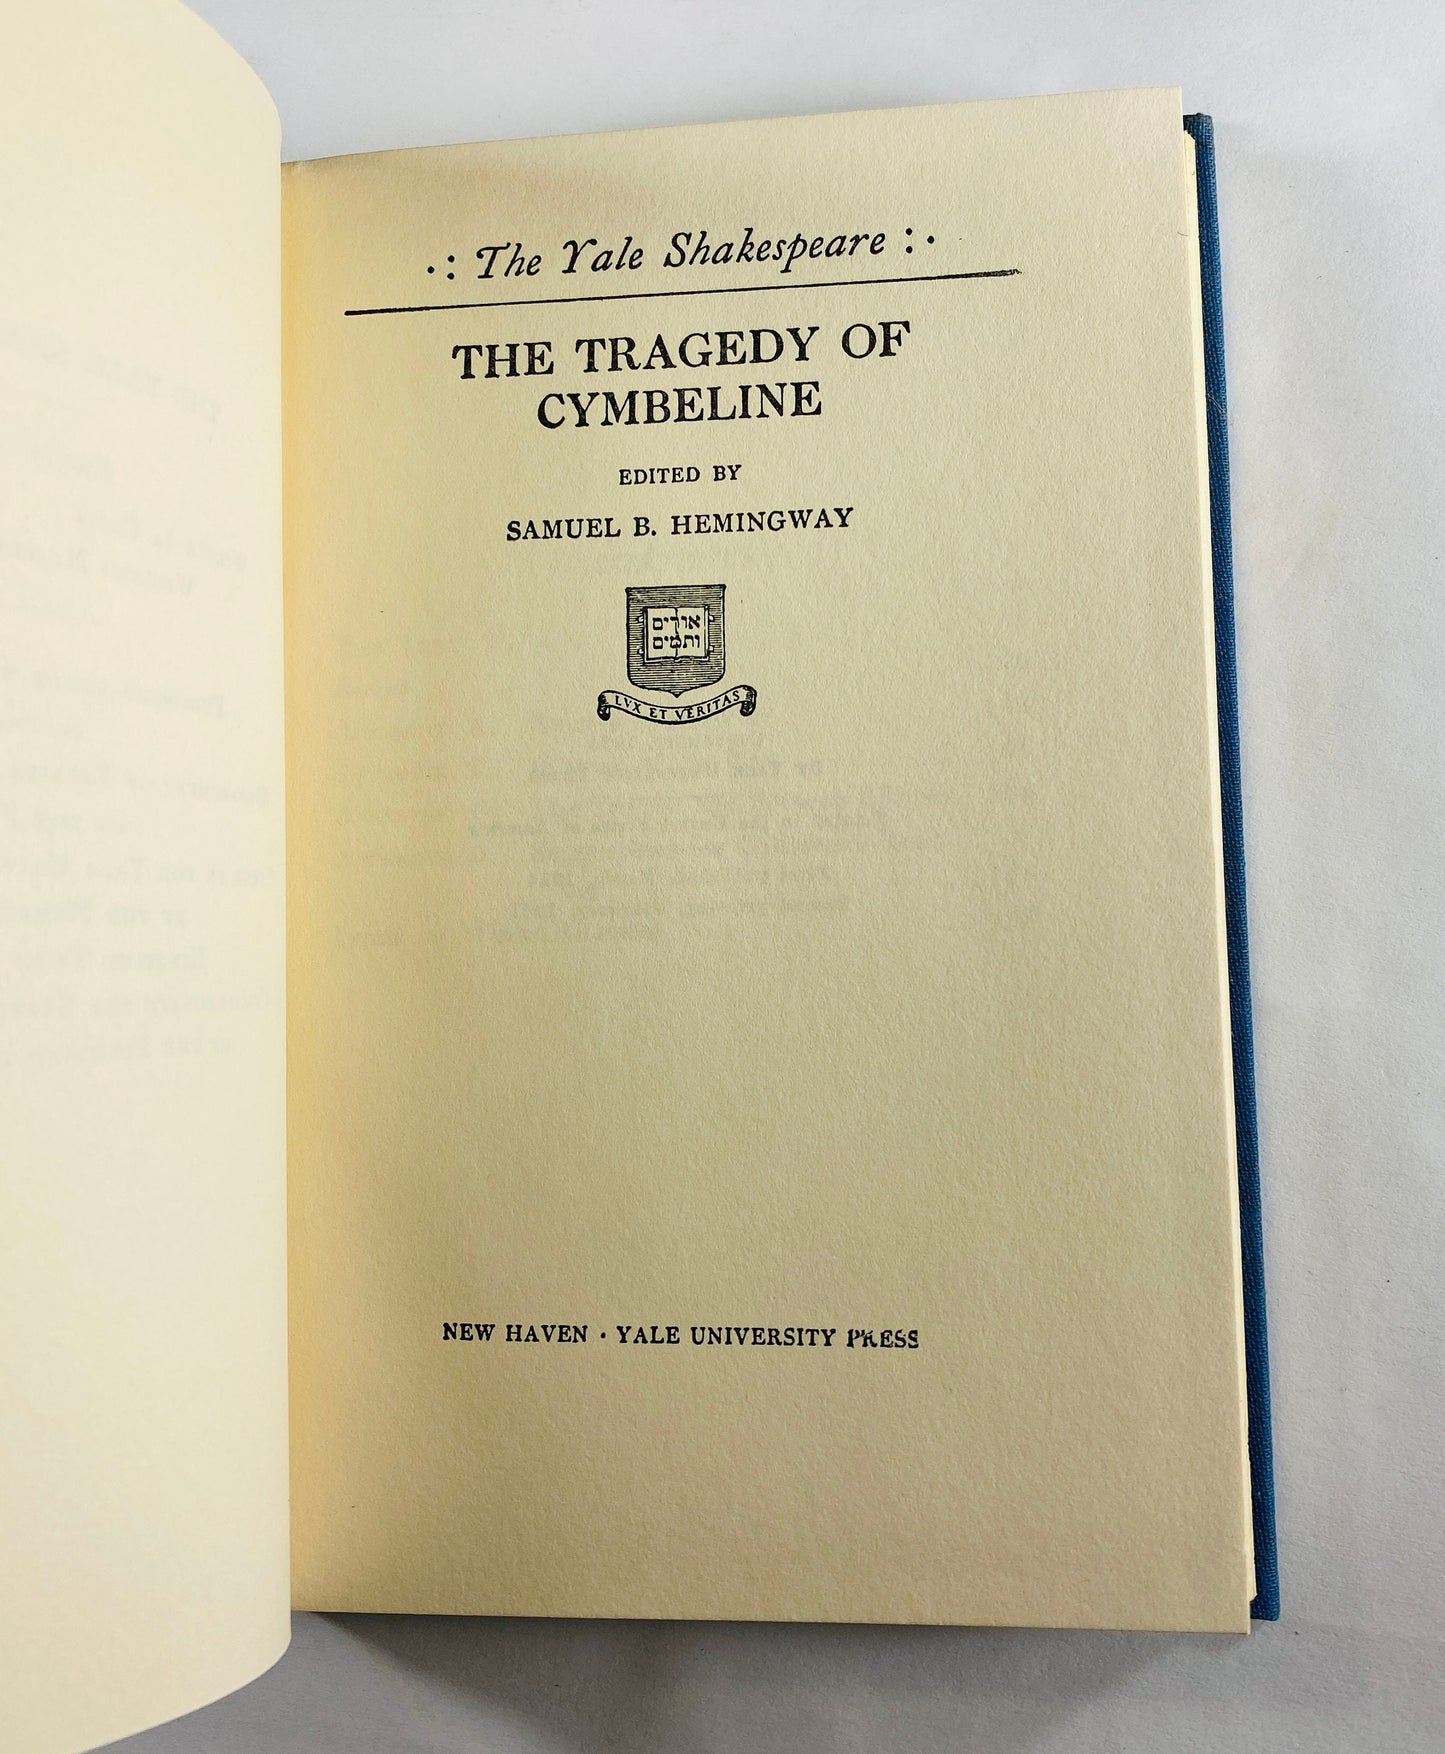 ·: The Yale Shakespeare :·
THE TRAGEDY OF
CYMBELINE
EDITED BY
SAMUEL B. HEMINGWAY
אורים
ותמים
LVX ET VERITAS
NEW HAVEN · YALE UNIVERSITY PRESS